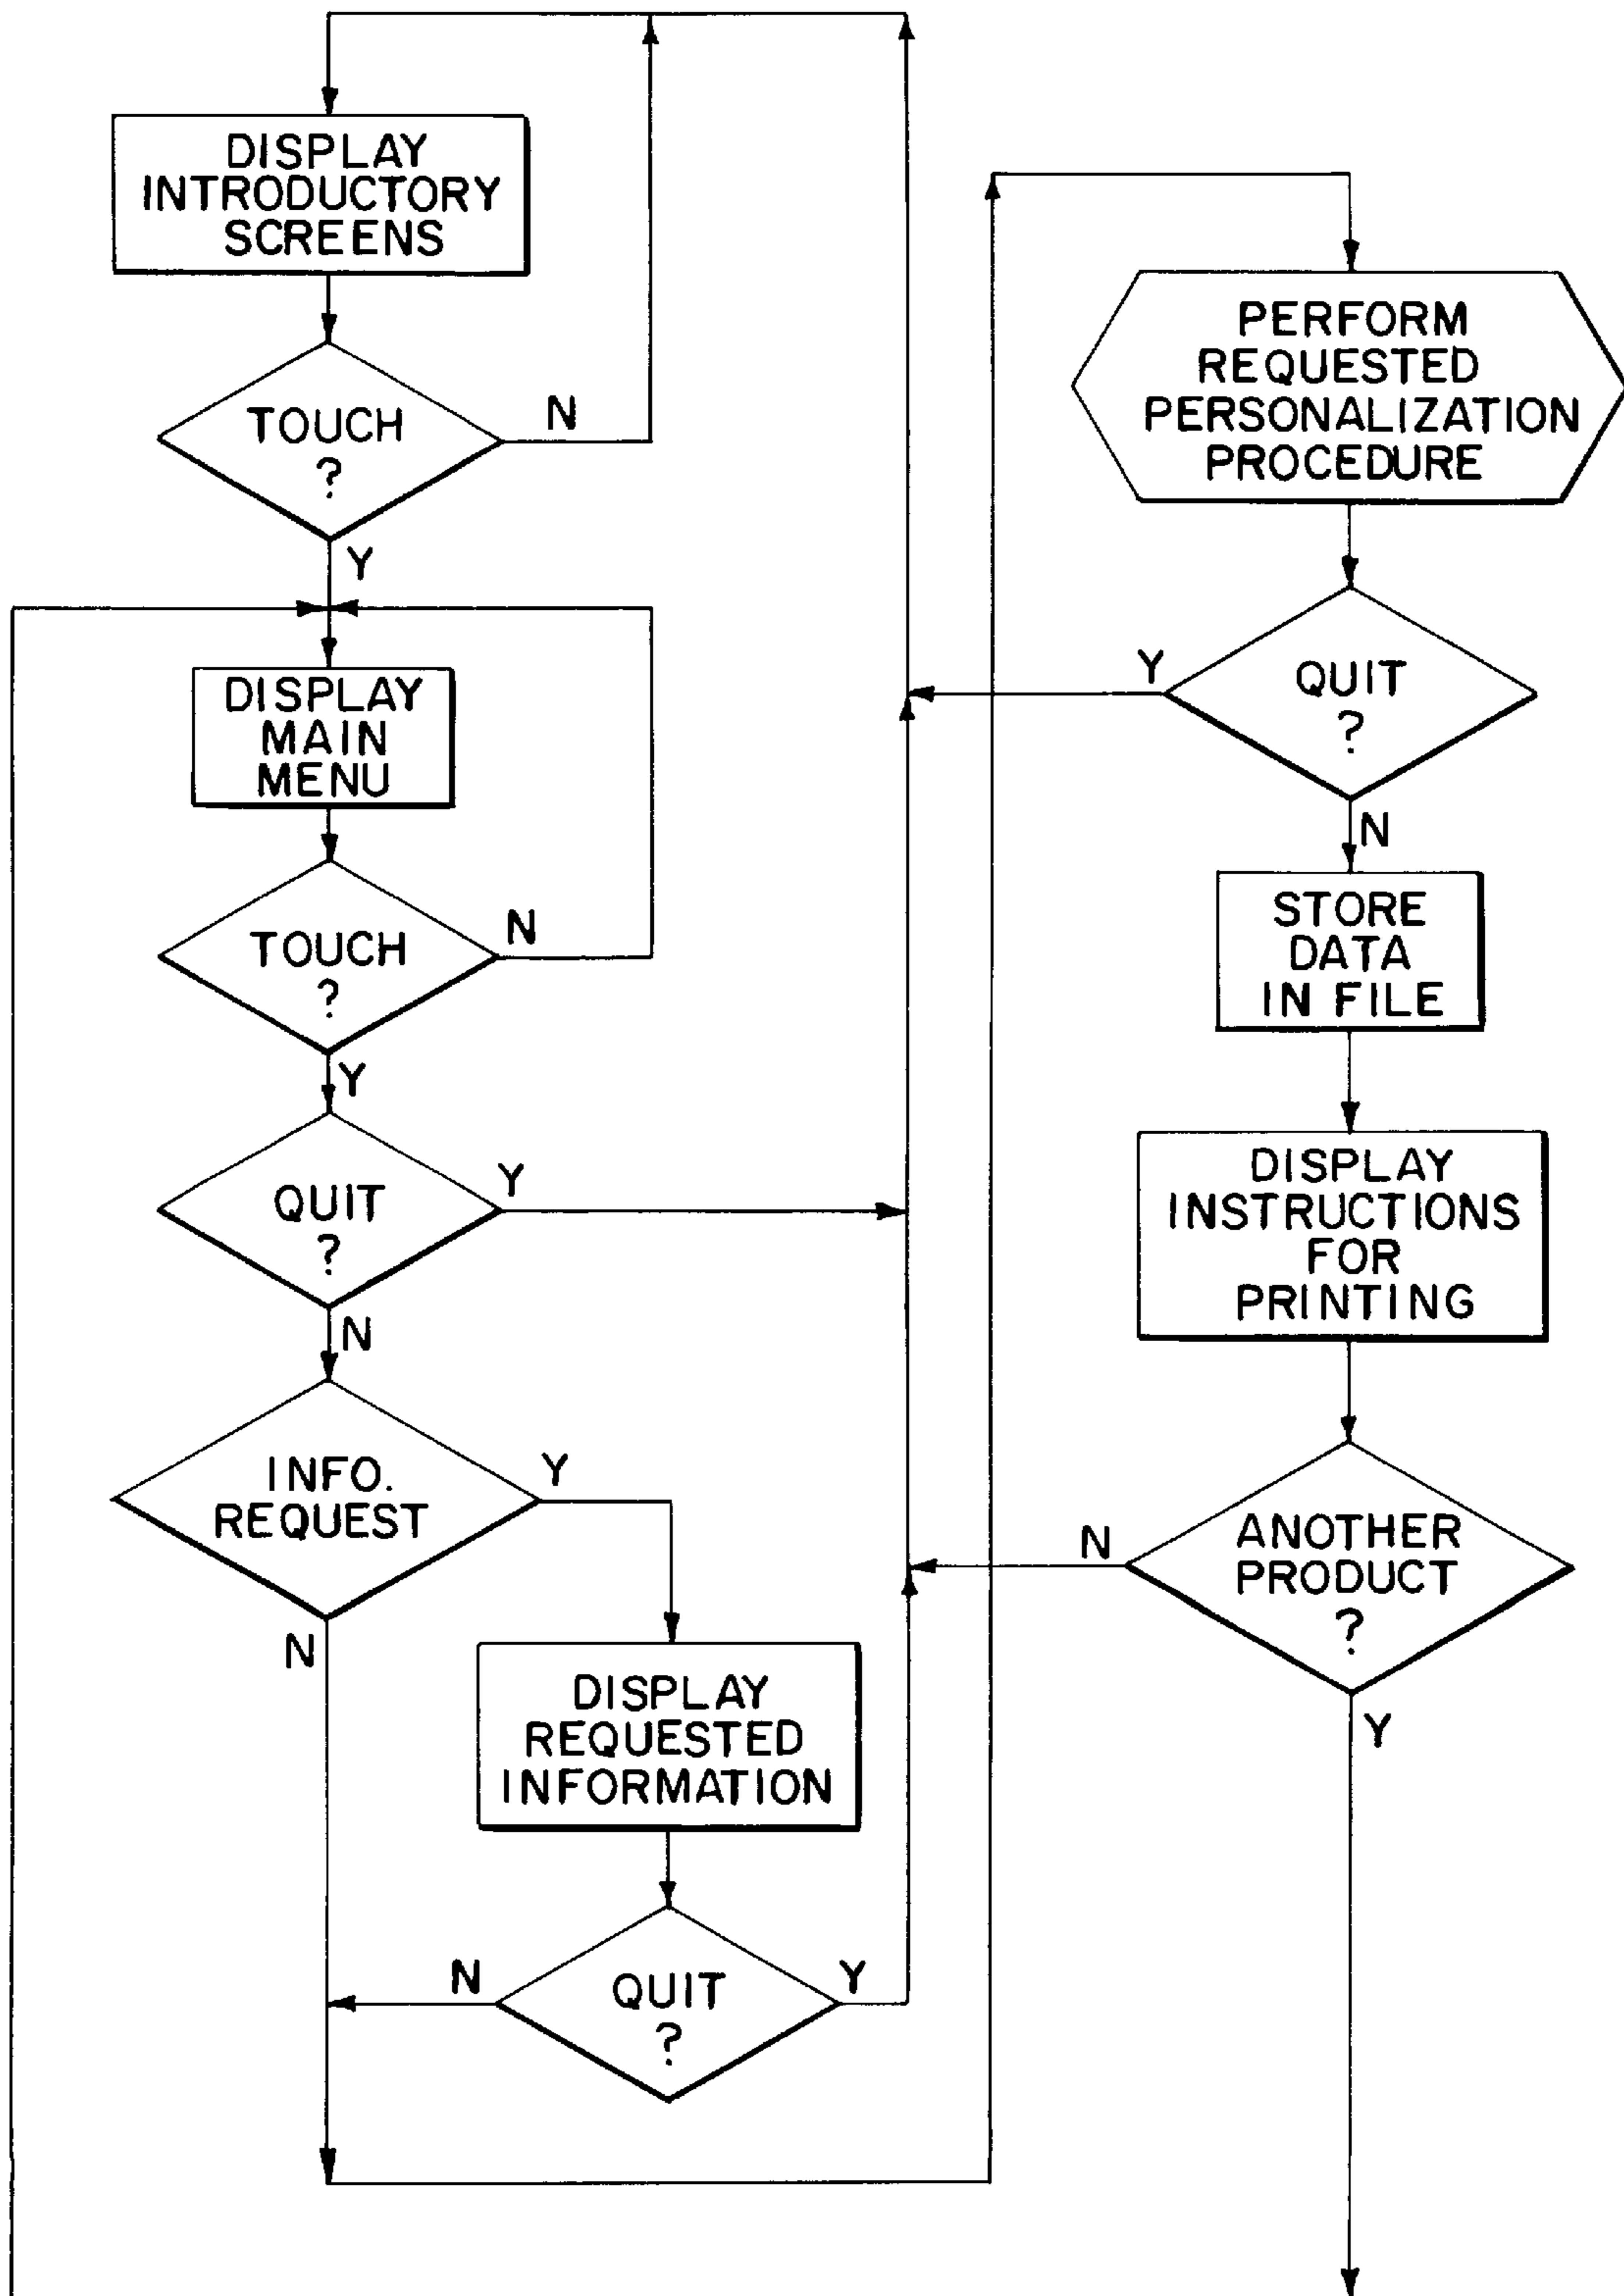 DISPLAY
INTRODUCTORY
SCREENS
TOUCH
?
N
Y
DISPLAY
MAIN
MENU
TOUCH
?
N
Y
QUIT
?
Y
N
INFO.
REQUEST
Y
N
DISPLAY
REQUESTED
INFORMATION
QUIT
?
N
Y
PERFORM
REQUESTED
PERSONALIZATION
PROCEDURE
QUIT
?
Y
N
STORE
DATA
IN FILE
DISPLAY
INSTRUCTIONS
FOR
PRINTING
ANOTHER
PRODUCT
?
N
Y